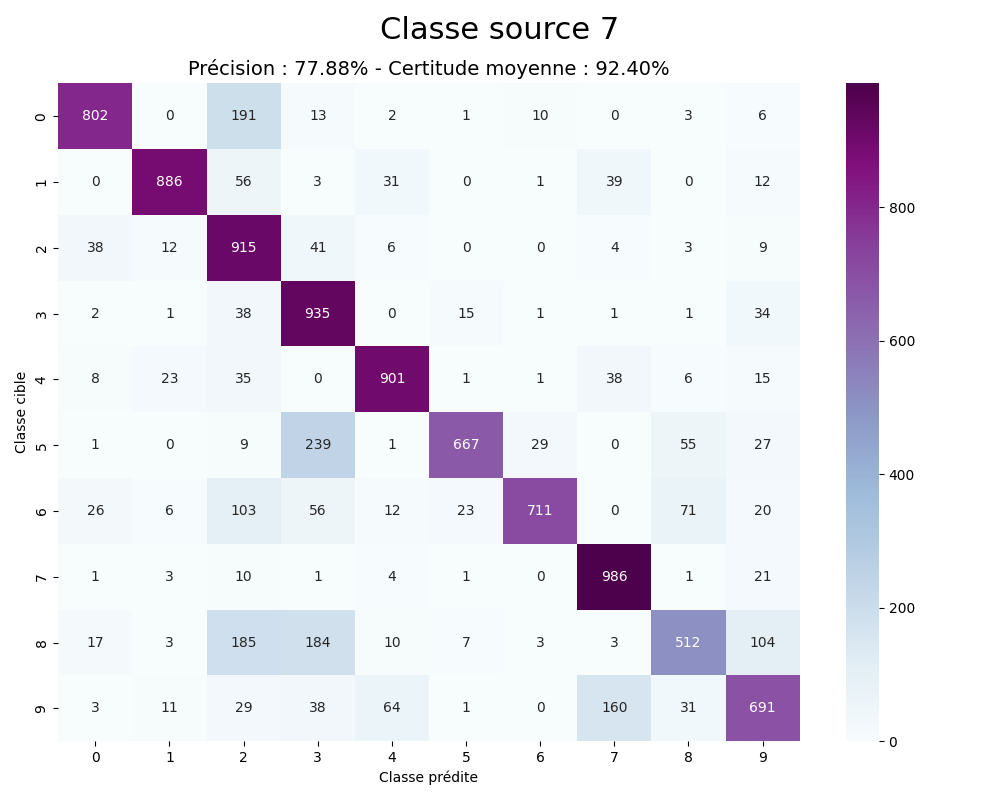 Classe source 7
Précision : 77.88% - Certitude moyenne : 92.40%
0 802 0 191 13 2 1 10 0 3 6
1 0 886 56 3 31 0 1 39 0 12
2 38 12 915 41 6 0 0 4 3 9
3 2 1 38 935 0 15 1 1 1 34
4 8 23 35 0 901 1 1 38 6 15
5 1 0 9 239 1 667 29 0 55 27
6 26 6 103 56 12 23 711 0 71 20
7 1 3 10 1 4 1 0 986 1 21
8 17 3 185 184 10 7 3 3 512 104
9 3 11 29 38 64 1 0 160 31 691
0 1 2 3 4 5 6 7 8 9
Classe prédite
Classe cible
800
600
400
200
0